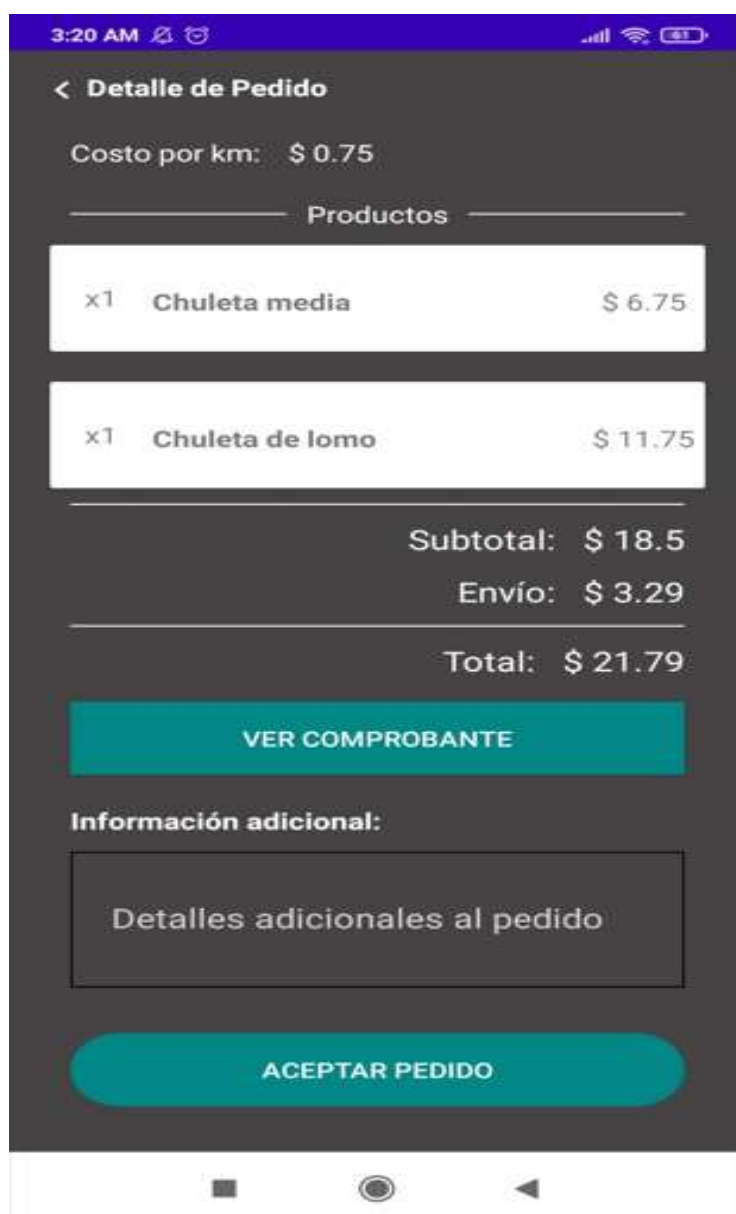 3:20 AM 61
Detalle de Pedido
Costo por km: $ 0.75
Productos
x1 Chuleta media $ 6.75
x1 Chuleta de lomo $ 11.75
Subtotal: $ 18.5
Envío: $ 3.29
Total: $ 21.79
VER COMPROBANTE
Información adicional:
Detalles adicionales al pedido
ACEPTAR PEDIDO